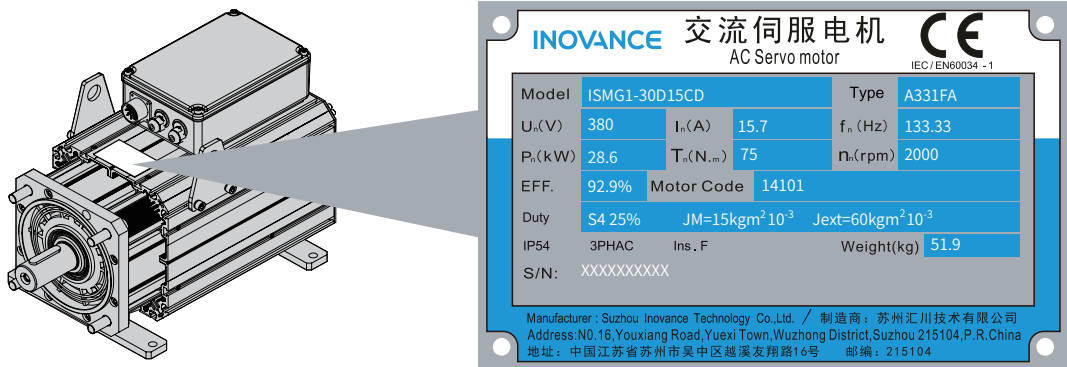 INOVANCE 交流伺服电机 CE
AC Servo motor IEC / EN60034 - 1
Model ISMG1-30D15CD Type A331FA
Un(V) 380 In(A) 15.7 fn(Hz) 133.33
Pn(kW) 28.6 Tn(N.m) 75 nn(rpm) 2000
EFF. 92.9% Motor Code 14101
Duty S4 25% JM=15kgm² 10⁻³ Jext=60kgm² 10⁻³
IP54 3PHAC Ins. F Weight(kg) 51.9
S/N: XXXXXXXXXX
Manufacturer : Suzhou Inovance Technology Co.,Ltd. / 制造商：苏州汇川技术有限公司
Address:N0.16,Youxiang Road,Yuexi Town,Wuzhong District,Suzhou 215104,P.R.China
地址：中国江苏省苏州市吴中区越溪友翔路16号 邮编：215104